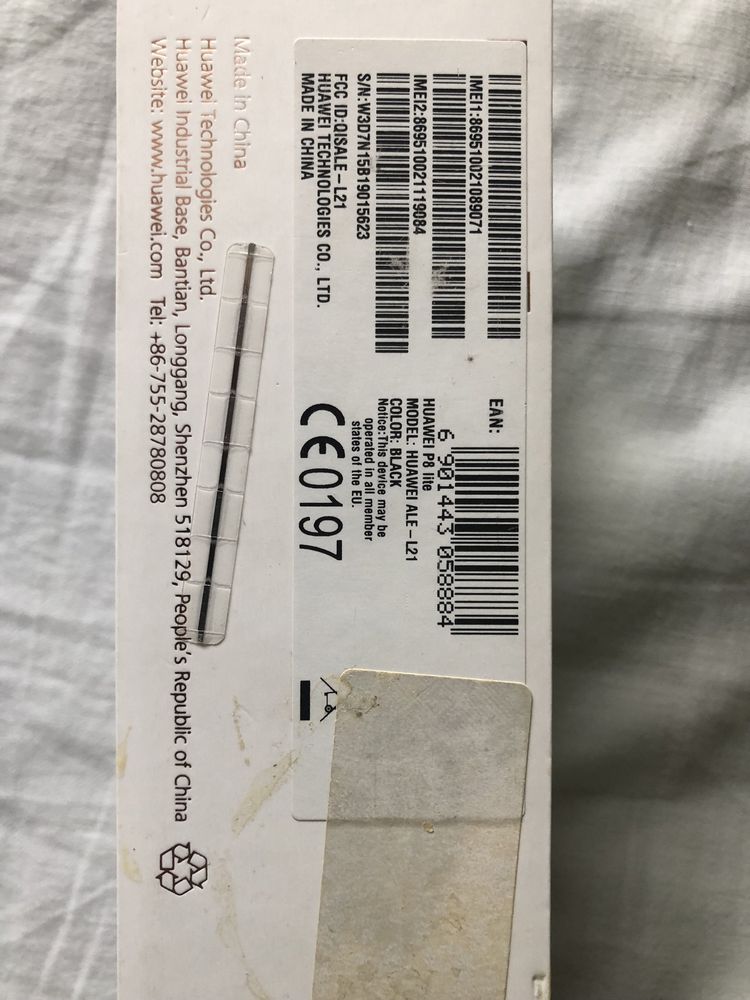 IMEI1:869510021089071
IMEI2:869510021119084
S/N:W3D7N15B19015623
FCC ID:QISALE-L21
HUAWEI TECHNOLOGIES CO., LTD.
MADE IN CHINA
EAN:
6 901443 058884
HUAWEI P8 lite
MODEL: HUAWEI ALE-L21
COLOR: BLACK
Notice:This device may be
operated in all member
states of the EU.
CE0197
Made in China
Huawei Technologies Co., Ltd.
Huawei Industrial Base, Bantian, Longgang, Shenzhen 518129, People's Republic of China
Website: www.huawei.com Tel: +86-755-28780808